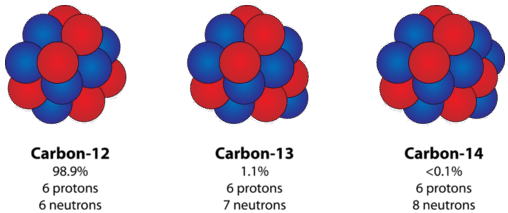 Carbon-12
98.9%
6 protons
6 neutrons
Carbon-13
1.1%
6 protons
7 neutrons
Carbon-14
<0.1%
6 protons
8 neutrons